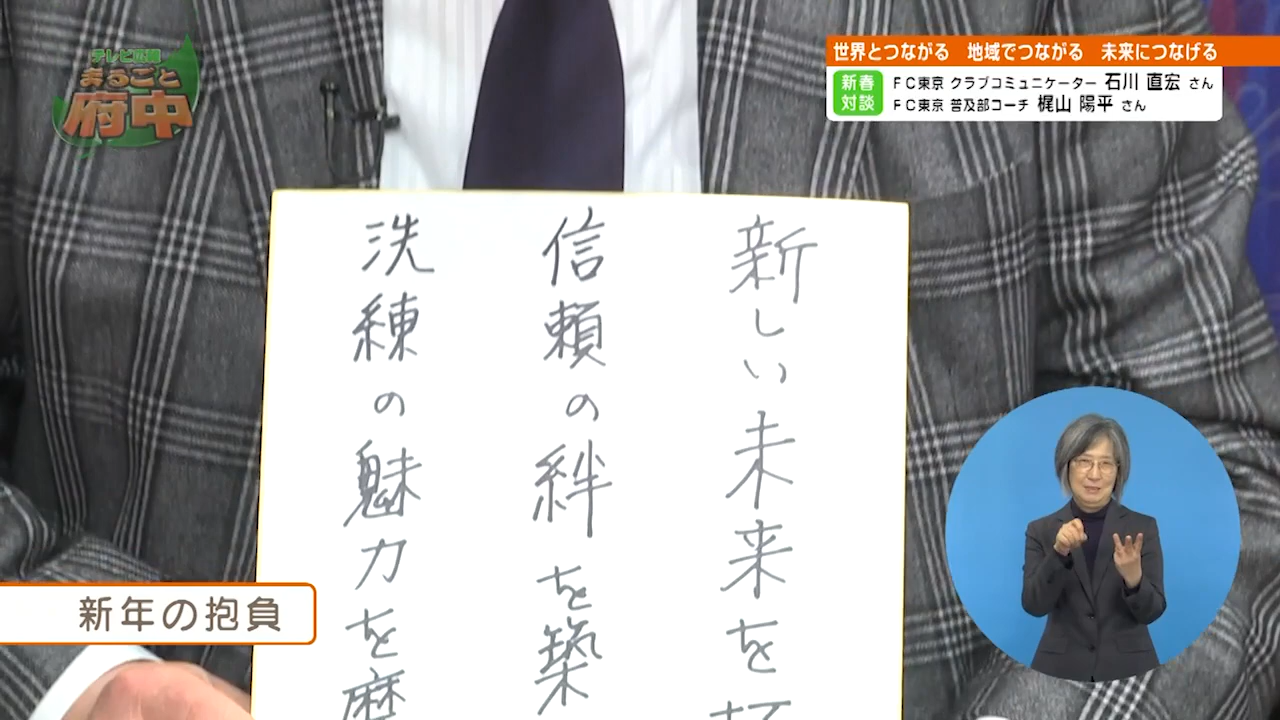 テレビ広報
まるごと
府中
世界とつながる 地域でつながる 未来につなげる
新春
対談
FC東京 クラブコミュニケーター 石川 直宏 さん
FC東京 普及部コーチ 梶山 陽平 さん
新しい未来を
信頼の絆を築
洗練の魅力を磨
新年の抱負